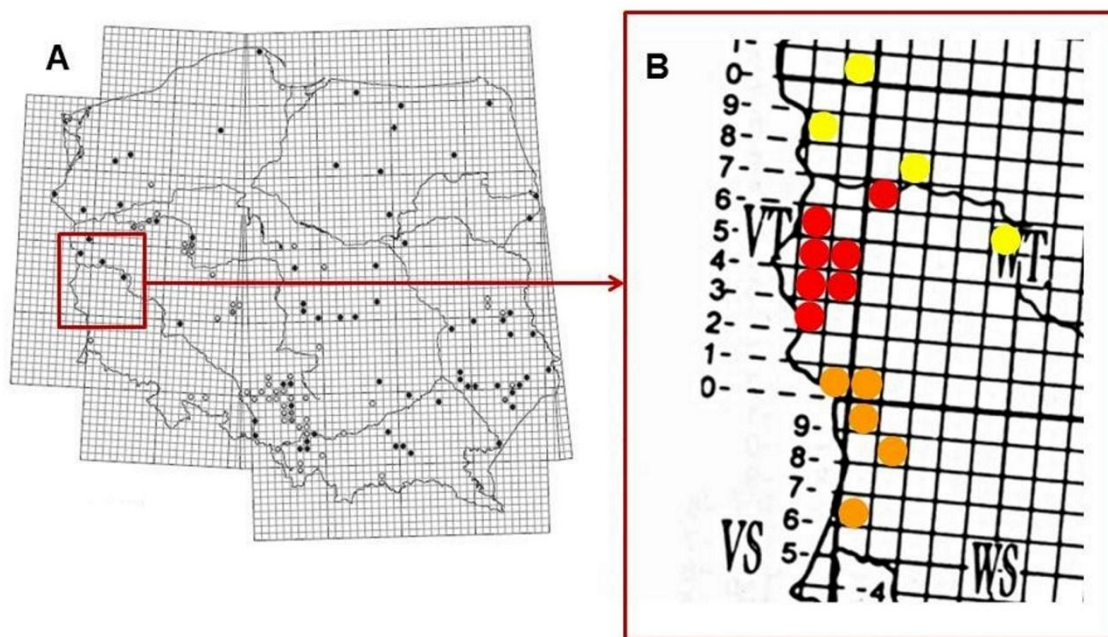 A
B
1-
0-
9-
8-
7-
6-
VT 5-
WT
4-
3-
2-
1-
0-
9-
8-
7-
6-
VS 5-
WS
-4